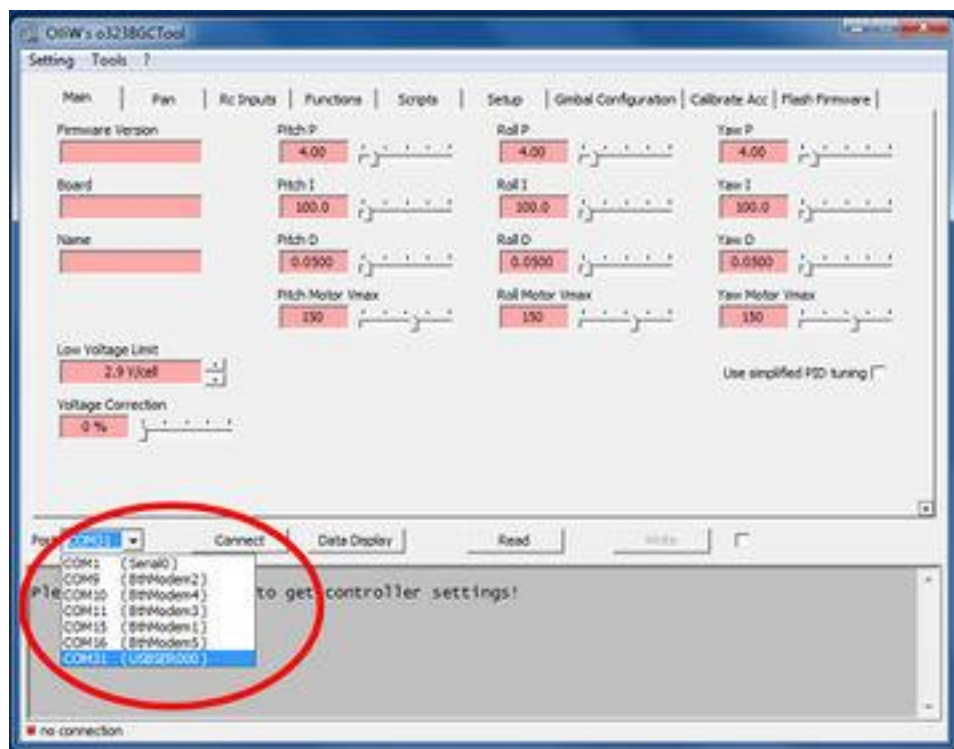 OlliW's o323BGCTool
Setting Tools ?
Main Pan Rc Inputs Functions Scripts Setup Gimbal Configuration Calibrate Acc Flash Firmware
Firmware Version Pitch P Roll P Yaw P
4.00 4.00 4.00
Board Pitch I Roll I Yaw I
100.0 100.0 100.0
Name Pitch D Roll D Yaw D
0.0500 0.0500 0.0500
Pitch Motor Vmax Roll Motor Vmax Yaw Motor Vmax
150 150 150
Low Voltage Limit
2.9 V/cell
Use simplified PID tuning
Voltage Correction
0 %
Port COM31 Connect Data Display Read Write
COM1 (Serial0)
COM9 (BthModem2)
Ple COM10 (BthModem4) to get controller settings!
COM11 (BthModem3)
COM15 (BthModem1)
COM16 (BthModem5)
COM31 (USBSER000)
no connection